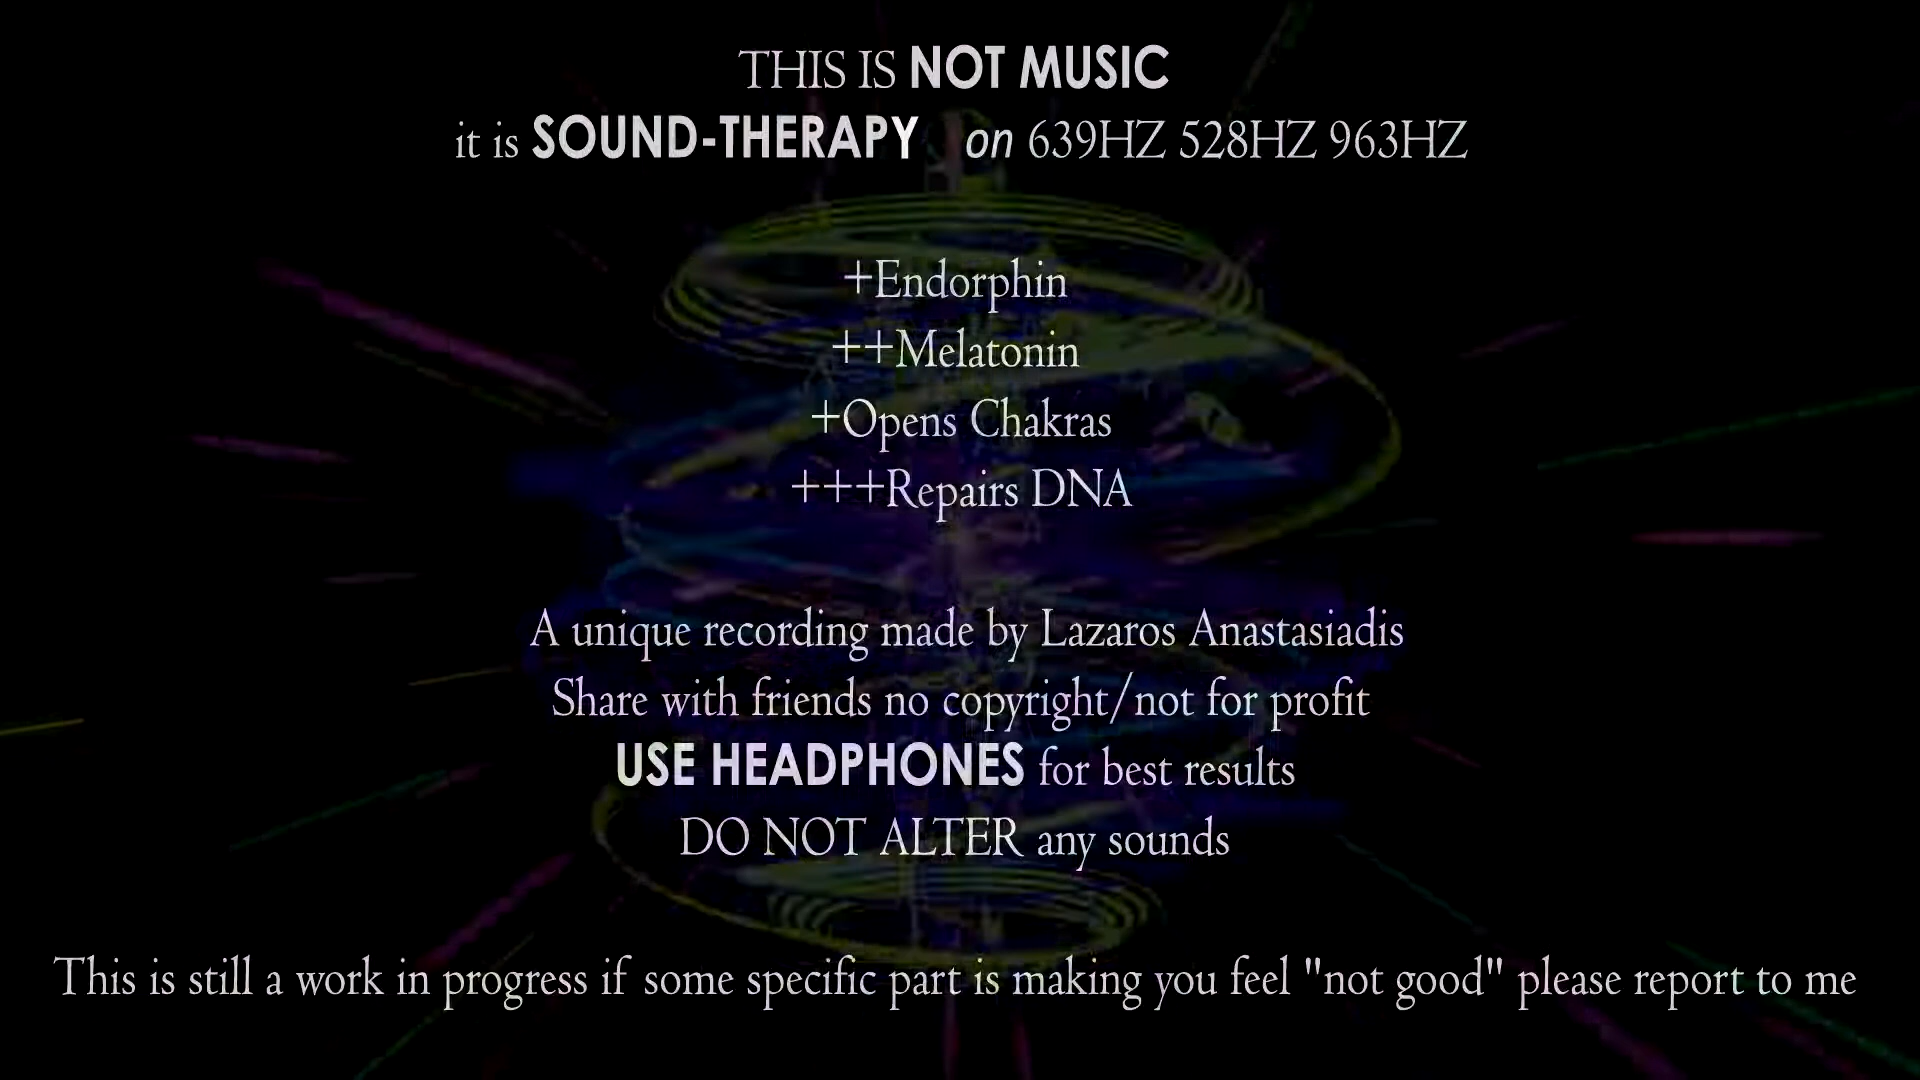 THIS IS NOT MUSIC
it is SOUND-THERAPY on 639HZ 528HZ 963HZ
+Endorphin
++Melatonin
+Opens Chakras
+++Repairs DNA
A unique recording made by Lazaros Anastasiadis
Share with friends no copyright/not for profit
USE HEADPHONES for best results
DO NOT ALTER any sounds
This is still a work in progress if some specific part is making you feel "not good" please report to me